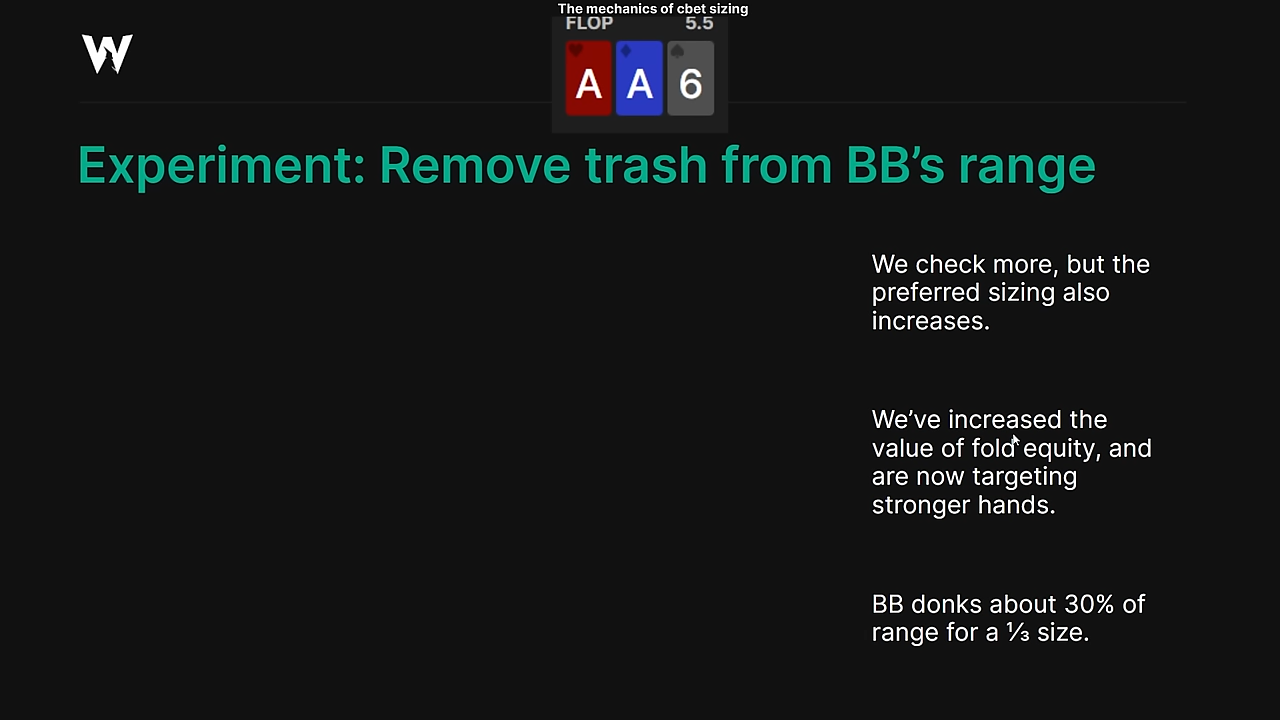 The mechanics of cbet sizing
FLOP 5.5
A A 6
W
Experiment: Remove trash from BB’s range
We check more, but the
preferred sizing also
increases.
We’ve increased the
value of fold equity, and
are now targeting
stronger hands.
BB donks about 30% of
range for a ⅓ size.